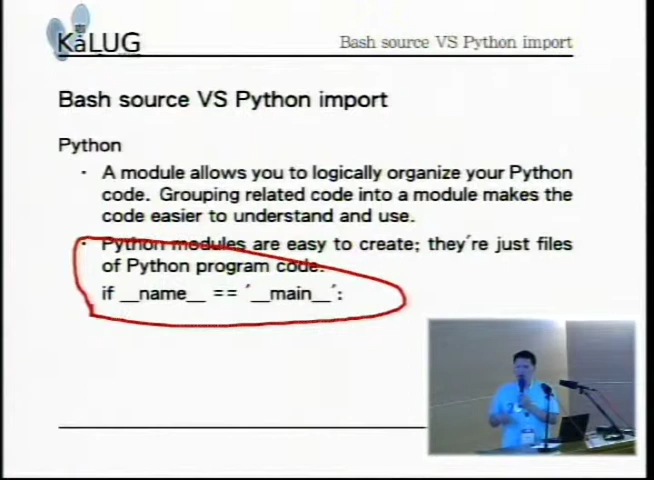 KaLUG
Bash source VS Python import
Bash source VS Python import
Python
· A module allows you to logically organize your Python
code. Grouping related code into a module makes the
code easier to understand and use.
· Python modules are easy to create; they're just files
of Python program code.
if __name__ == '__main__':